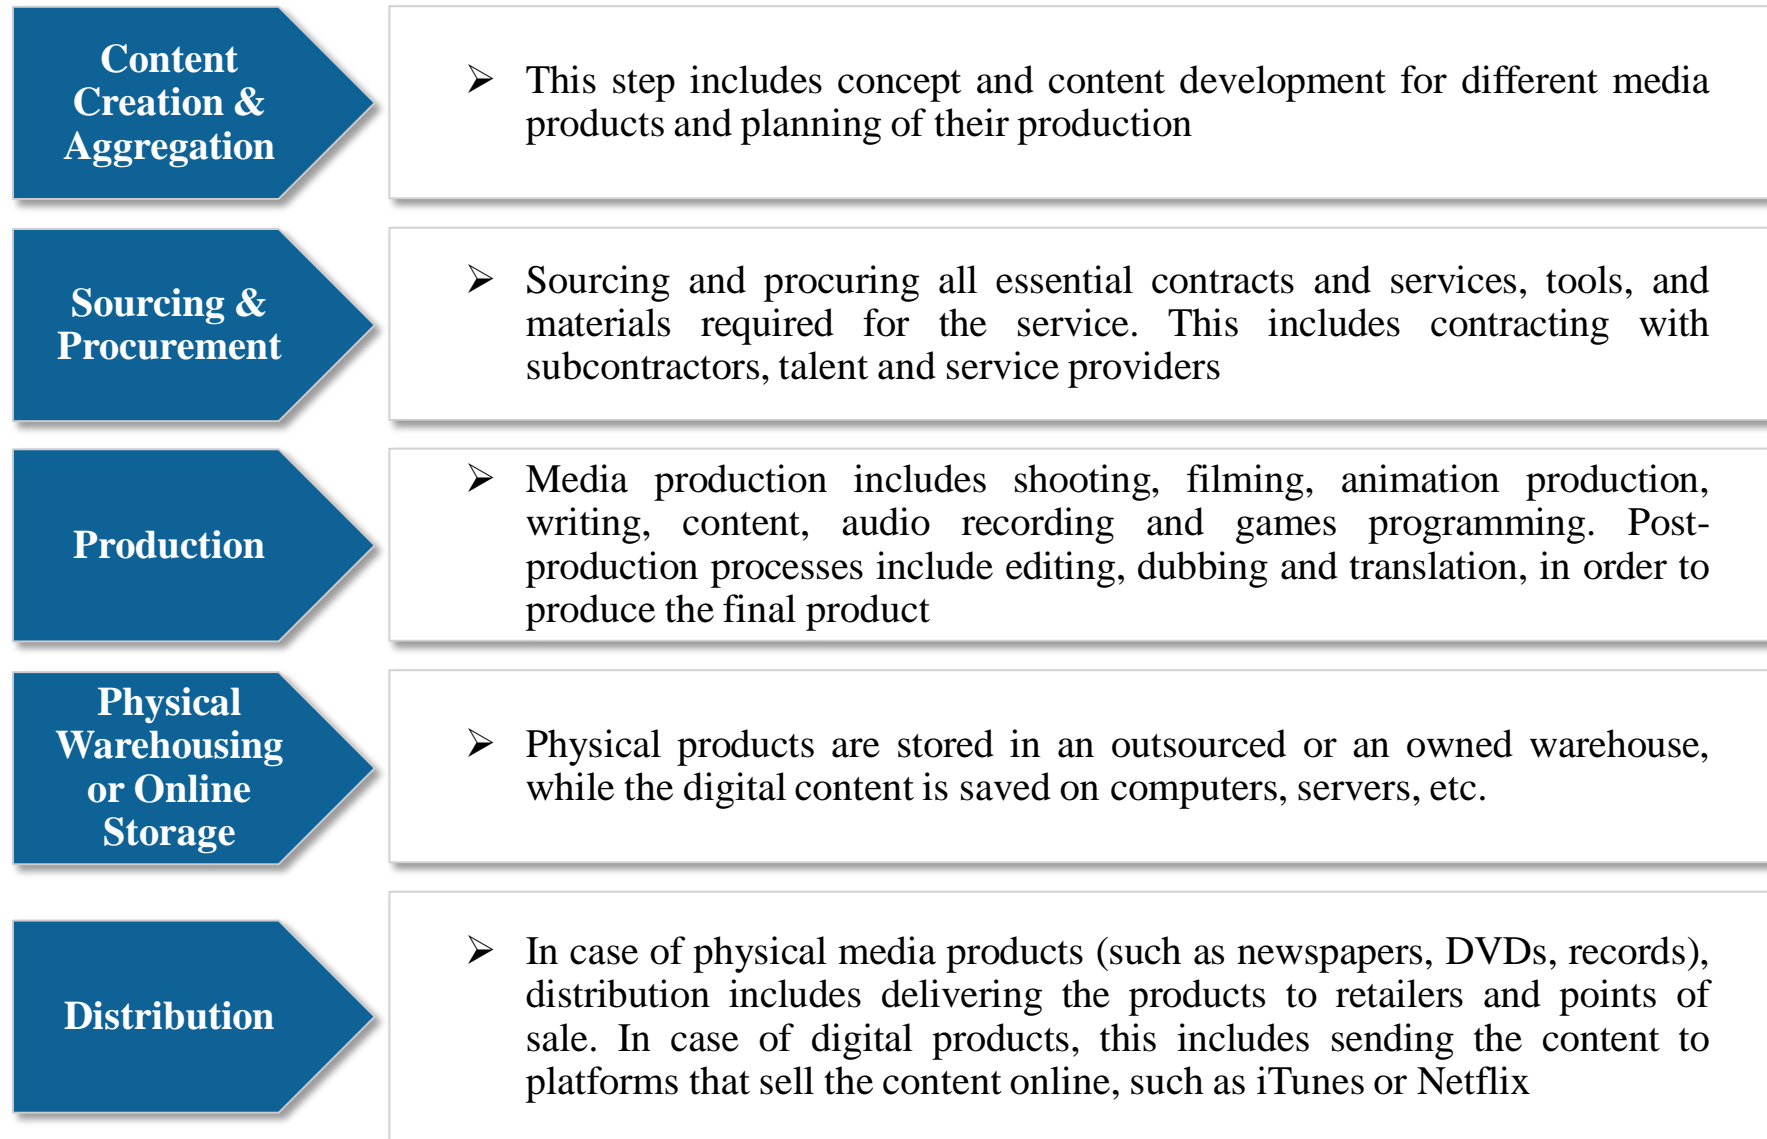 Content
Creation &
Aggregation
➢ This step includes concept and content development for different media
products and planning of their production
Sourcing &
Procurement
➢ Sourcing and procuring all essential contracts and services, tools, and
materials required for the service. This includes contracting with
subcontractors, talent and service providers
Production
➢ Media production includes shooting, filming, animation production,
writing, content, audio recording and games programming. Post-
production processes include editing, dubbing and translation, in order to
produce the final product
Physical
Warehousing
or Online
Storage
➢ Physical products are stored in an outsourced or an owned warehouse,
while the digital content is saved on computers, servers, etc.
Distribution
➢ In case of physical media products (such as newspapers, DVDs, records),
distribution includes delivering the products to retailers and points of
sale. In case of digital products, this includes sending the content to
platforms that sell the content online, such as iTunes or Netflix